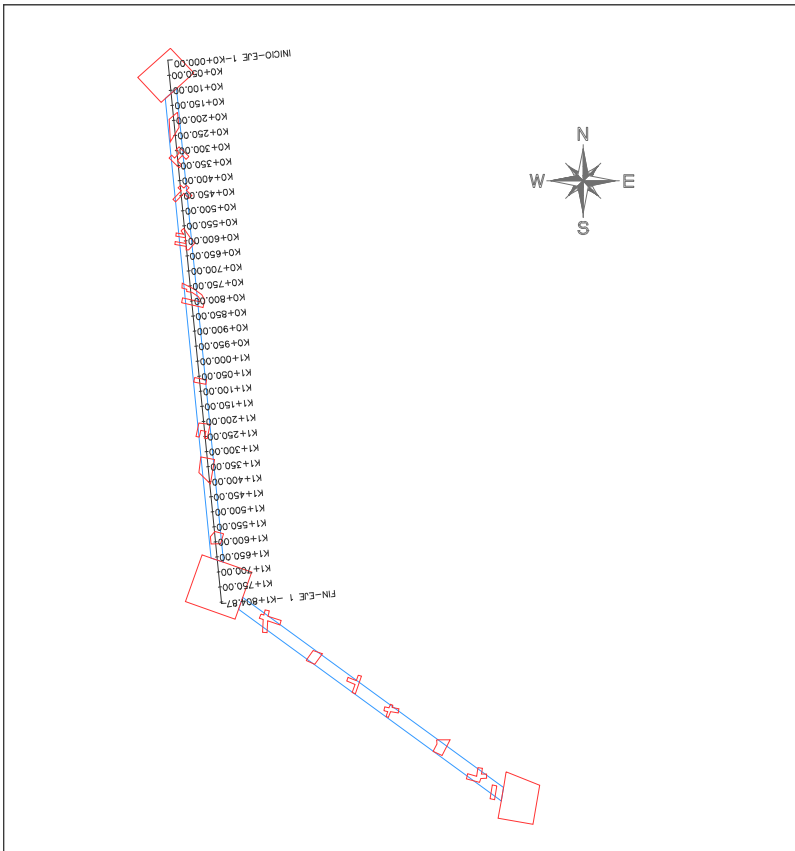 INICIO-EJE 1-K0+000.00
K0+050.00
K0+100.00
K0+150.00
K0+200.00
K0+250.00
K0+300.00
K0+350.00
K0+400.00
K0+450.00
K0+500.00
K0+550.00
K0+600.00
K0+650.00
K0+700.00
K0+750.00
K0+800.00
K0+850.00
K0+900.00
K0+950.00
K1+000.00
K1+050.00
K1+100.00
K1+150.00
K1+200.00
K1+250.00
K1+300.00
K1+350.00
K1+400.00
K1+450.00
K1+500.00
K1+550.00
K1+600.00
K1+650.00
K1+700.00
K1+750.00
FIN-EJE 1 - K1+804.87
N
W E
S